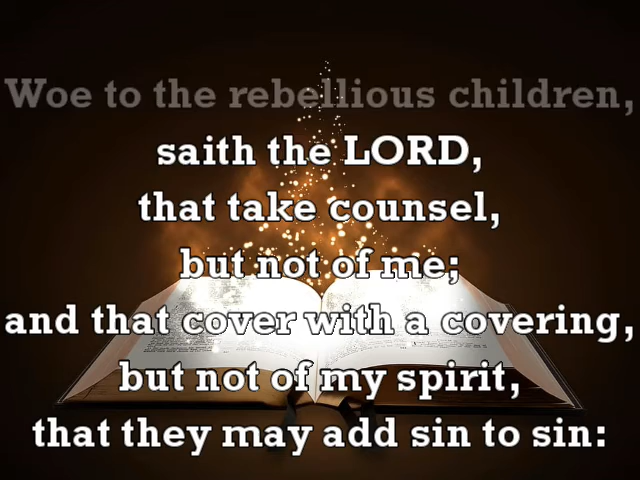 Woe to the rebellious children,
saith the LORD,
that take counsel,
but not of me;
and that cover with a covering,
but not of my spirit,
that they may add sin to sin: